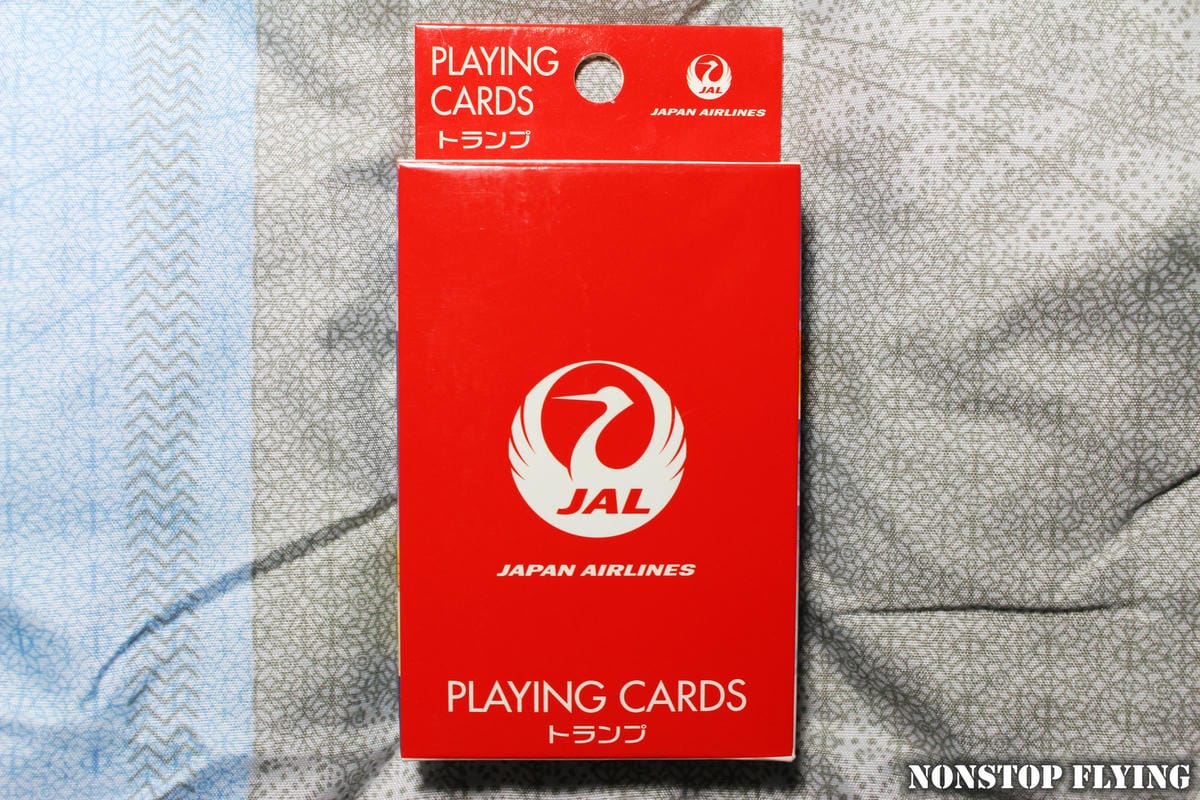 PLAYING
CARDS
トランプ
JAL
JAPAN AIRLINES
JAL
JAPAN AIRLINES
PLAYING CARDS
トランプ
NONSTOP FLYING